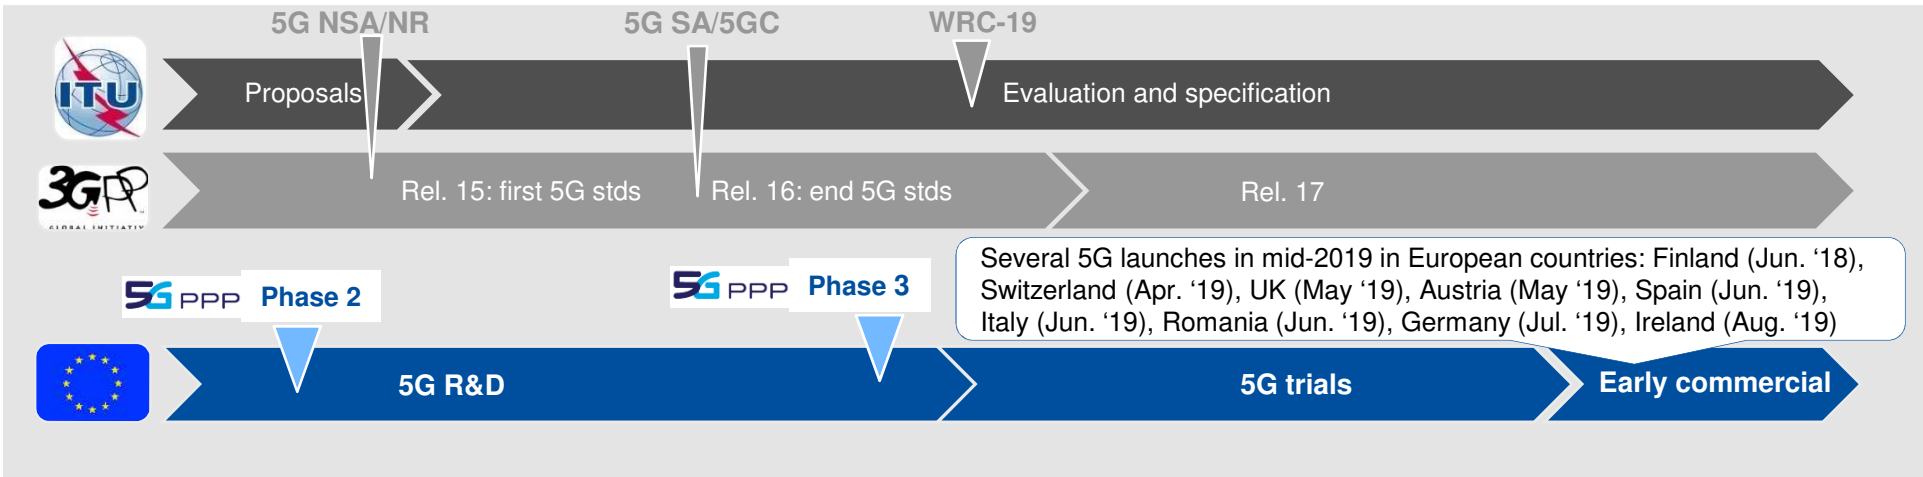 5G NSA/NR
5G SA/5GC
WRC-19
ITU
Proposals
Evaluation and specification
3GPP
GLOBAL INITIATIV
Rel. 15: first 5G stds
Rel. 16: end 5G stds
Rel. 17
5G PPP Phase 2
5G PPP Phase 3
Several 5G launches in mid-2019 in European countries: Finland (Jun. ‘18),
Switzerland (Apr. ‘19), UK (May ‘19), Austria (May ‘19), Spain (Jun. ‘19),
Italy (Jun. ‘19), Romania (Jun. ‘19), Germany (Jul. ‘19), Ireland (Aug. ‘19)
5G R&D
5G trials
Early commercial